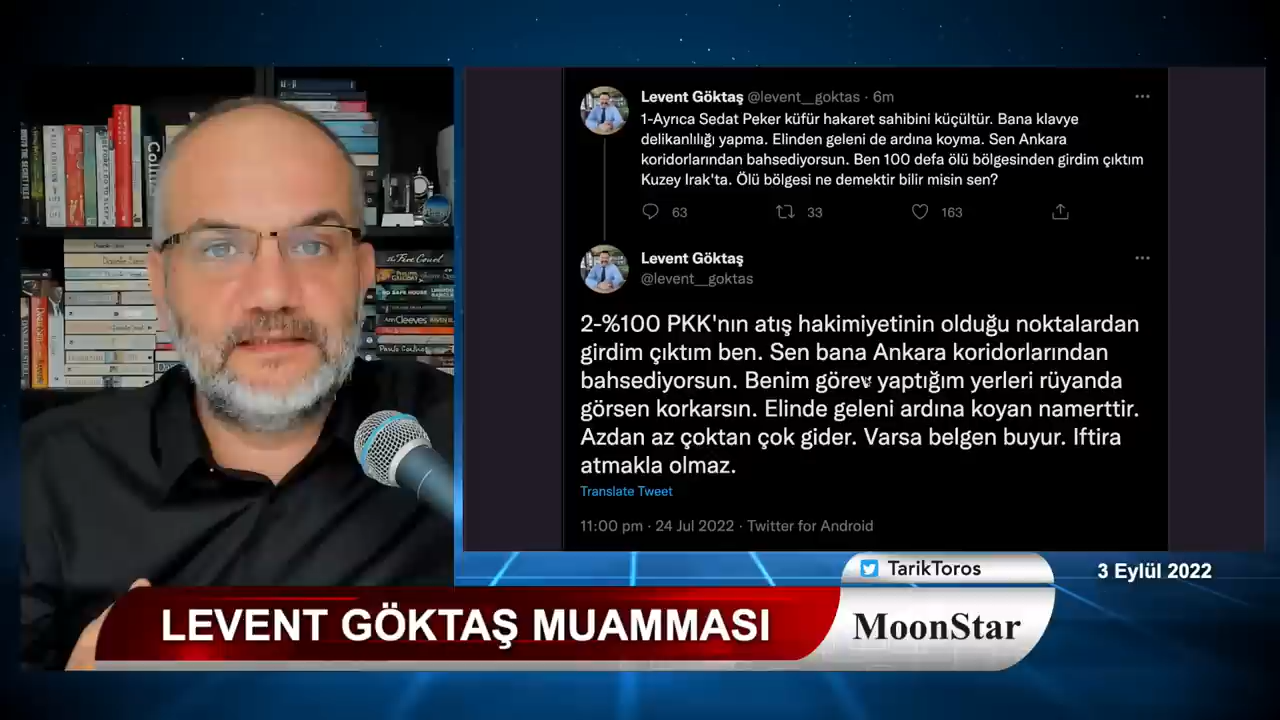 Levent Göktaş @levent__goktas · 6m
1-Ayrıca Sedat Peker küfür hakaret sahibini küçültür. Bana klavye
delikanlılığı yapma. Elinden geleni de ardına koyma. Sen Ankara
koridorlarından bahsediyorsun. Ben 100 defa ölü bölgesinden girdim çıktım
Kuzey Irak'ta. Ölü bölgesi ne demektir bilir misin sen?
63 33 163
Levent Göktaş
@levent__goktas
2-%100 PKK'nın atış hakimiyetinin olduğu noktalardan
girdim çıktım ben. Sen bana Ankara koridorlarından
bahsediyorsun. Benim görev yaptığım yerleri rüyanda
görsen korkarsın. Elinde geleni ardına koyan namerttir.
Azdan az çoktan çok gider. Varsa belgen buyur. Iftira
atmakla olmaz.
Translate Tweet
11:00 pm · 24 Jul 2022 · Twitter for Android
TarikToros
3 Eylül 2022
LEVENT GÖKTAŞ MUAMMASI
MoonStar